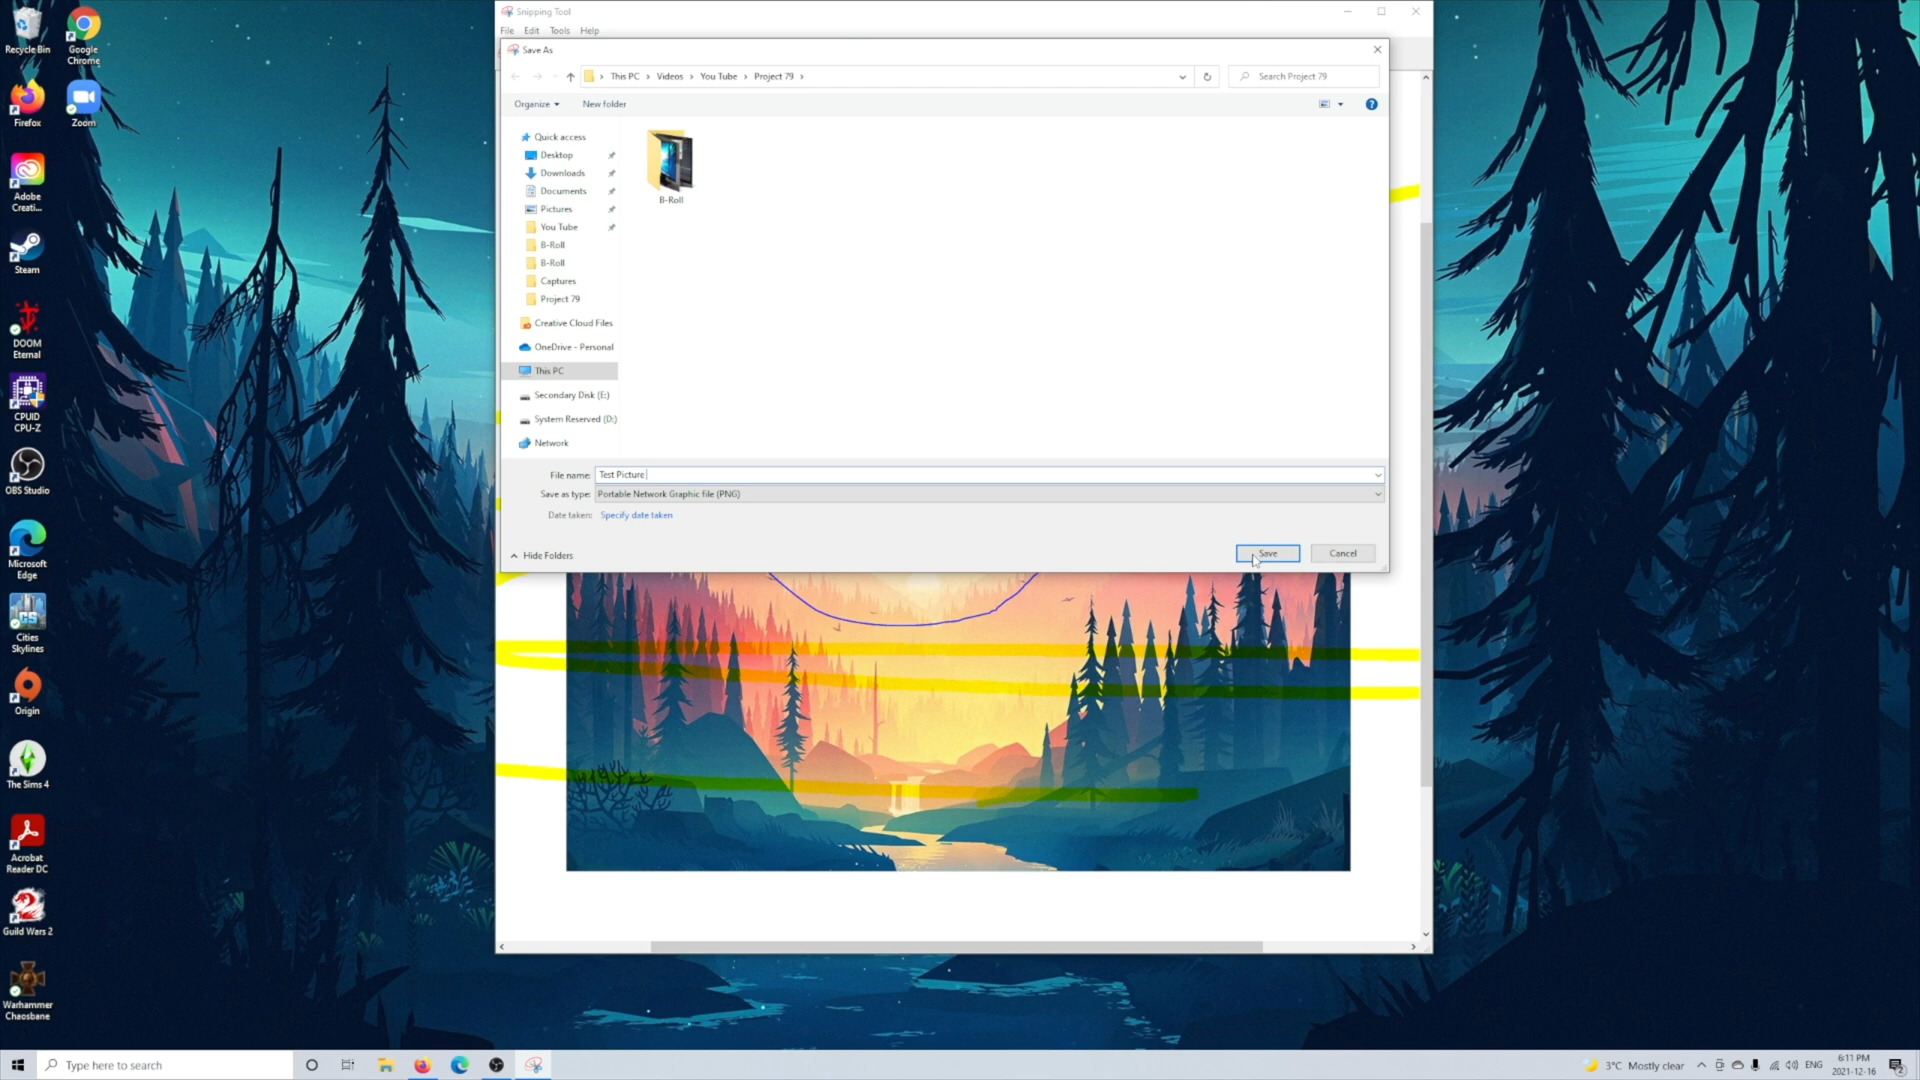 Recycle Bin
Google
Chrome
Firefox
Zoom
Adobe
Creati...
Steam
DOOM
Eternal
CPUID
CPU-Z
OBS Studio
Microsoft
Edge
CS
Cities
Skylines
Origin
The Sims 4
Acrobat
Reader DC
Guild Wars 2
Warhammer
Chaosbane
Snipping Tool
File Edit Tools Help
Save As
This PC › Videos › You Tube › Project 79 ›
Search Project 79
Organize
New folder
Quick access
Desktop
Downloads
Documents
Pictures
You Tube
B-Roll
B-Roll
Captures
Project 79
Creative Cloud Files
OneDrive - Personal
This PC
Secondary Disk (E:)
System Reserved (D:)
Network
B-Roll
File name: Test Picture
Save as type: Portable Network Graphic file (PNG)
Date taken: Specify date taken
Hide Folders
Save
Cancel
Type here to search
3°C Mostly clear
ENG
6:11 PM
2021-12-16
2